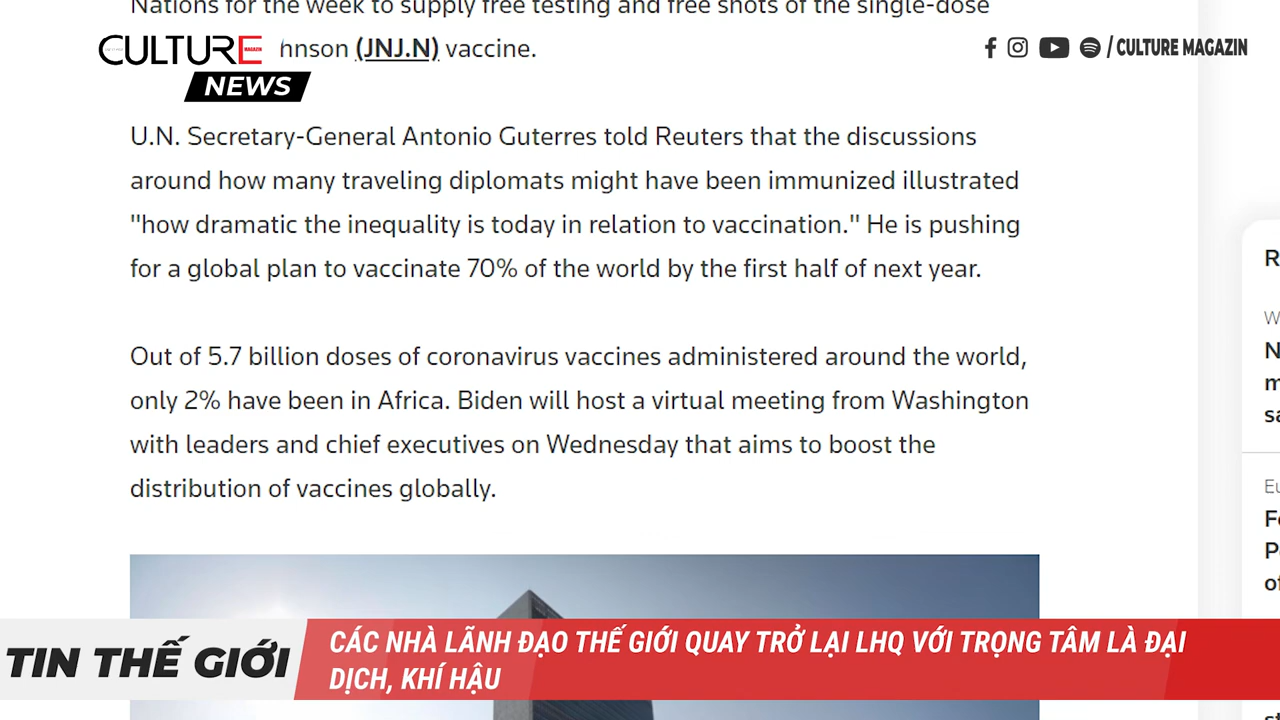 Nations for the week to supply free testing and free shots of the single-dose
CULTURE
MAGAZIN
NEWS
hnson (JNJ.N) vaccine.
/ CULTURE MAGAZIN
U.N. Secretary-General Antonio Guterres told Reuters that the discussions
around how many traveling diplomats might have been immunized illustrated
"how dramatic the inequality is today in relation to vaccination." He is pushing
for a global plan to vaccinate 70% of the world by the first half of next year.
Out of 5.7 billion doses of coronavirus vaccines administered around the world,
only 2% have been in Africa. Biden will host a virtual meeting from Washington
with leaders and chief executives on Wednesday that aims to boost the
distribution of vaccines globally.
TIN THẾ GIỚI
CÁC NHÀ LÃNH ĐẠO THẾ GIỚI QUAY TRỞ LẠI LHQ VỚI TRỌNG TÂM LÀ ĐẠI
DỊCH, KHÍ HẬU